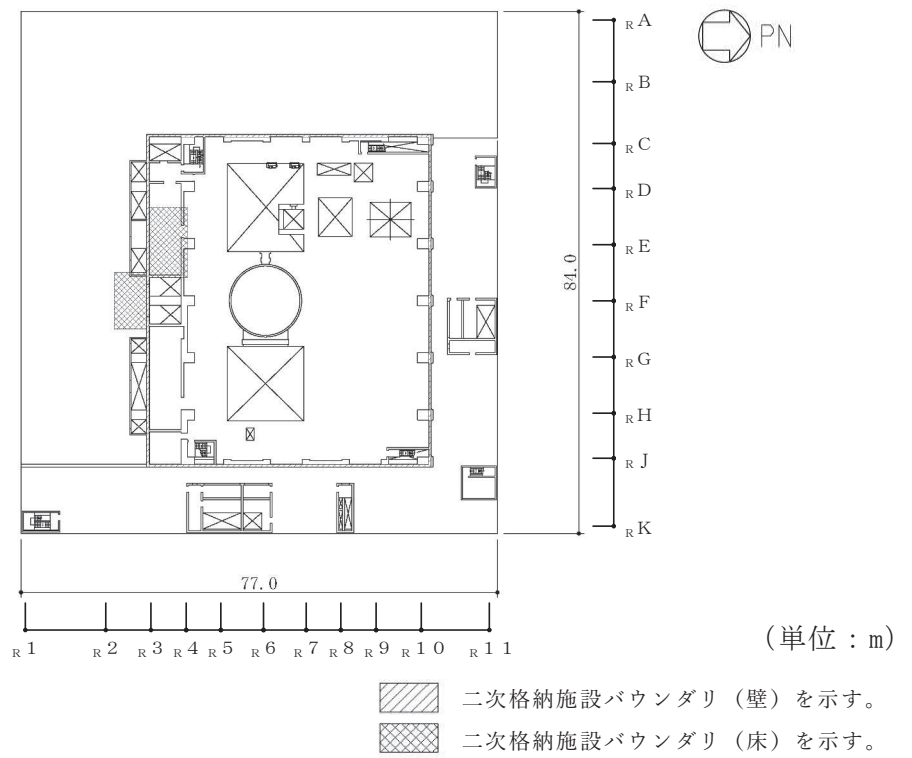 RA
PN
RB
RC
RD
RE
84.0
RF
RG
RH
RJ
RK
77.0
R1 R2 R3 R4 R5 R6 R7 R8 R9 R10 R11
(単位：m)
二次格納施設バウンダリ（壁）を示す。
二次格納施設バウンダリ（床）を示す。